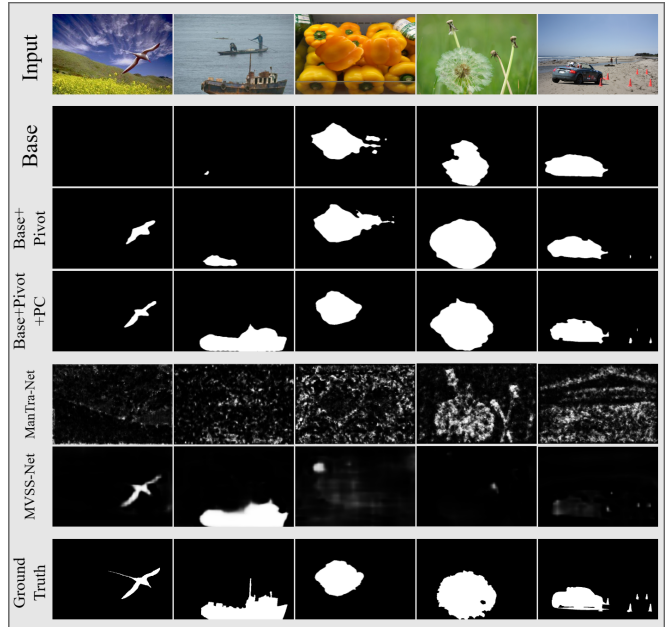 Input
Base
Base+
Pivot
Base+Pivot
+PC
ManTra-Net
MVSS-Net
Ground
Truth